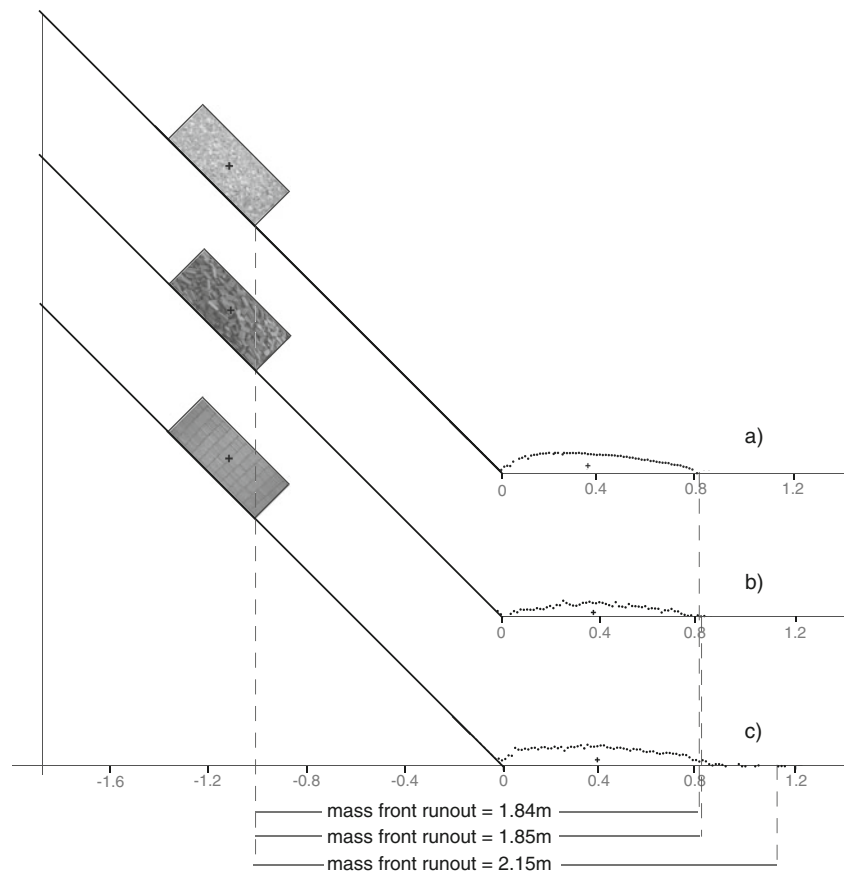 a)
0 0.4 0.8 1.2
b)
0 0.4 0.8 1.2
c)
-1.6 -1.2 -0.8 -0.4 0 0.4 0.8 1.2
mass front runout = 1.84m
mass front runout = 1.85m
mass front runout = 2.15m